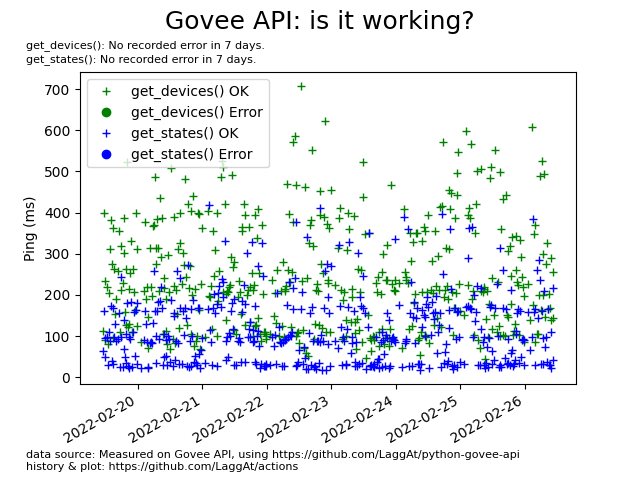 Govee API: is it working?
get_devices(): No recorded error in 7 days.
get_states(): No recorded error in 7 days.
get_devices() OK
get_devices() Error
get_states() OK
get_states() Error
700
600
500
400
300
200
100
0
Ping (ms)
2022-02-20
2022-02-21
2022-02-22
2022-02-23
2022-02-24
2022-02-25
2022-02-26
data source: Measured on Govee API, using https://github.com/LaggAt/python-govee-api
history & plot: https://github.com/LaggAt/actions